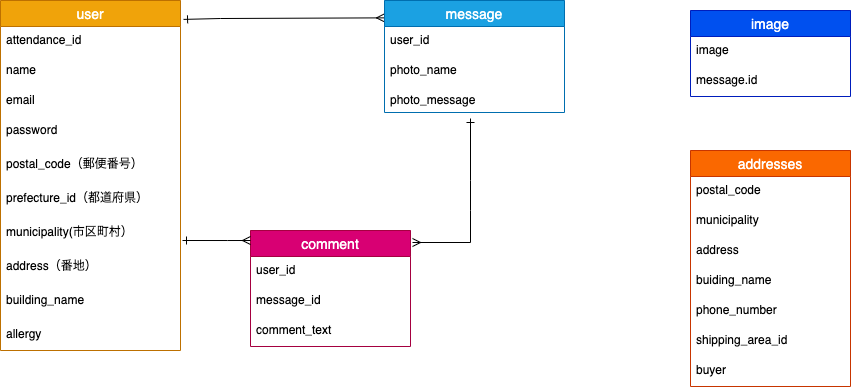 user
attendance_id
name
email
password
postal_code（郵便番号）
prefecture_id（都道府県）
municipality(市区町村）
address（番地）
building_name
allergy
message
user_id
photo_name
photo_message
comment
user_id
message_id
comment_text
image
image
message.id
addresses
postal_code
municipality
address
buiding_name
phone_number
shipping_area_id
buyer